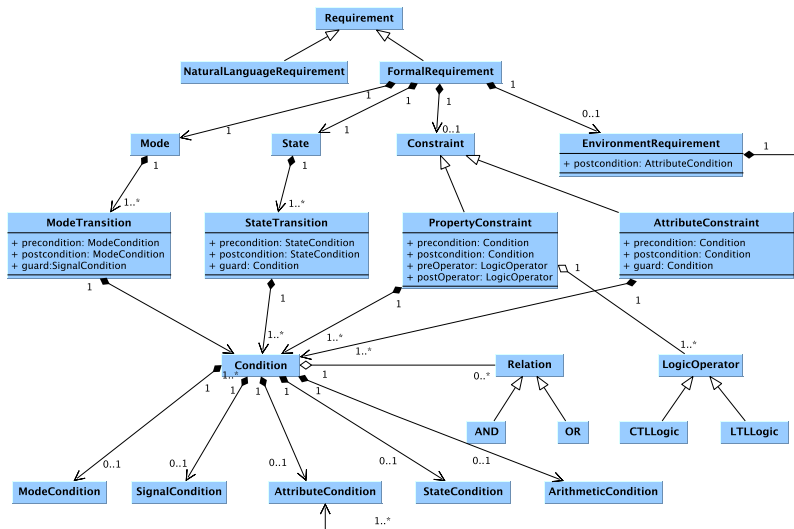 Requirement
NaturalLanguageRequirement
FormalRequirement
1
1
1
1
1
1
0..1
0..1
Mode
State
Constraint
EnvironmentRequirement
+ postcondition: AttributeCondition
1
1
1
1..*
1..*
ModeTransition
+ precondition: ModeCondition
+ postcondition: ModeCondition
+ guard:SignalCondition
StateTransition
+ precondition: StateCondition
+ postcondition: StateCondition
+ guard: Condition
PropertyConstraint
+ precondition: Condition
+ postcondition: Condition
+ preOperator: LogicOperator
+ postOperator: LogicOperator
AttributeConstraint
+ precondition: Condition
+ postcondition: Condition
+ guard: Condition
1
1
1
1
1
1..*
1..*
1..*
1..*
1..*
Condition
Relation
LogicOperator
1
0..*
1
1
1
1
1
AND
OR
CTLLogic
LTLLogic
0..1
0..1
0..1
0..1
0..1
ModeCondition
SignalCondition
AttributeCondition
StateCondition
ArithmeticCondition
1..*